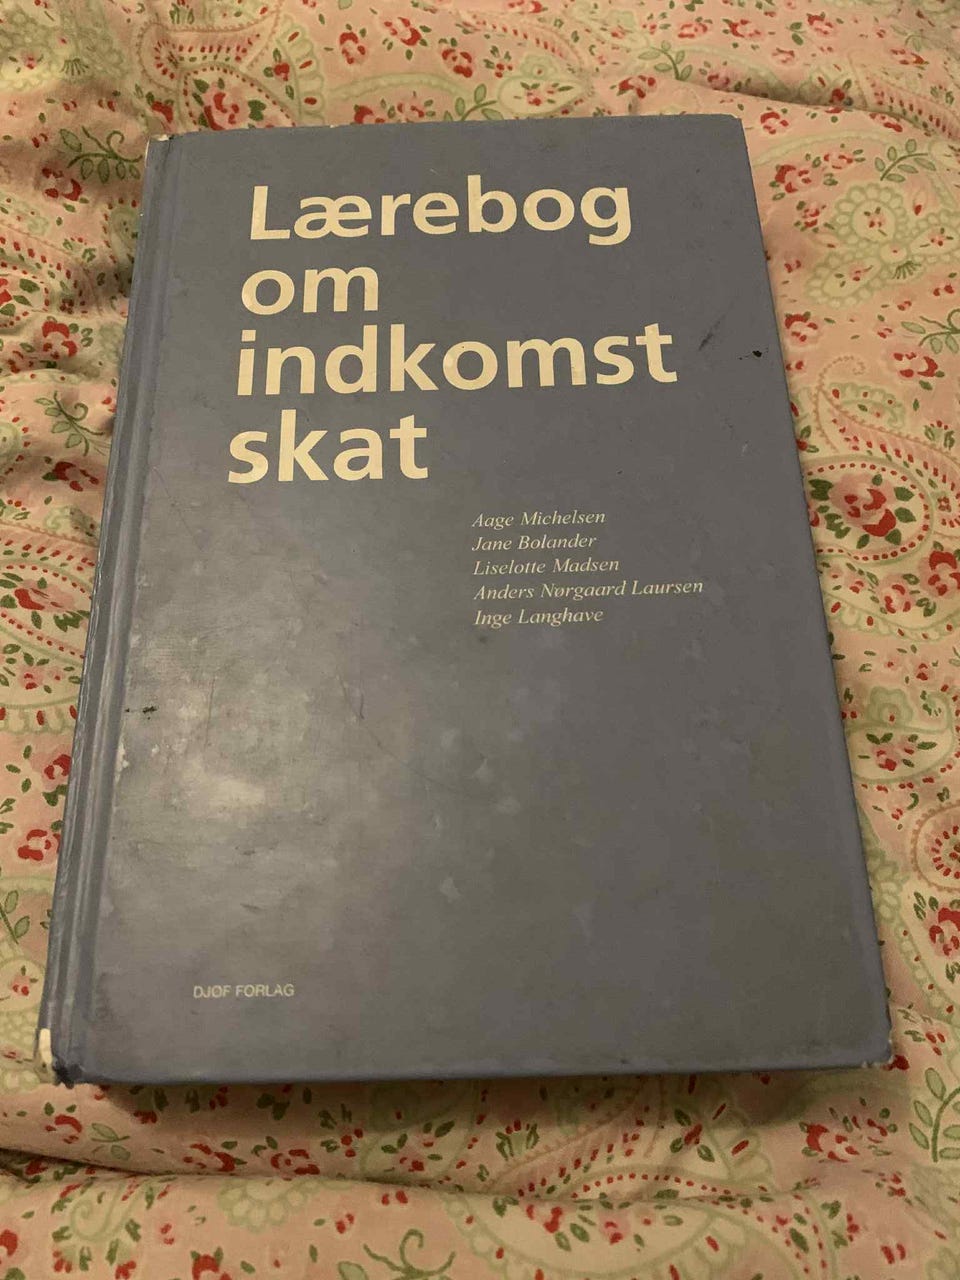 Lærebog
om
indkomst
skat
Aage Michelsen
Jane Bolander
Liselotte Madsen
Anders Nørgaard Laursen
Inge Langhave
DJØF FORLAG